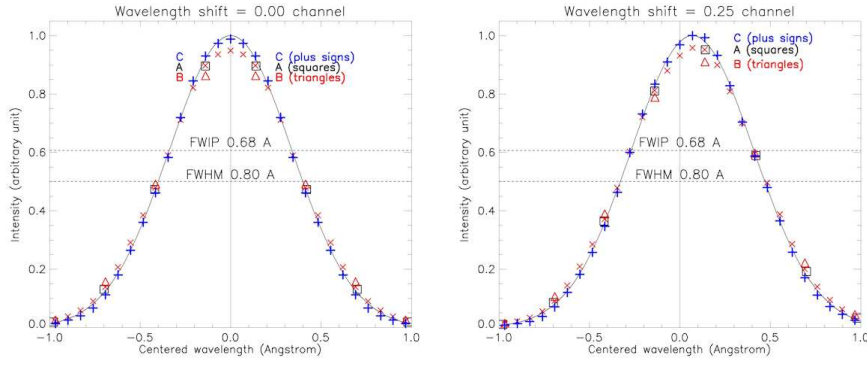 Wavelength shift = 0.00 channel
1.0
0.8
0.6
0.4
0.2
0.0
Intensity (arbitrary unit)
C C (plus signs)
A A (squares)
B B (triangles)
FWIP 0.68 A
FWHM 0.80 A
-1.0 -0.5 0.0 0.5 1.0
Centered wavelength (Angstrom)
Wavelength shift = 0.25 channel
1.0
0.8
0.6
0.4
0.2
0.0
Intensity (arbitrary unit)
C (plus signs)
A (squares)
B (triangles)
FWIP 0.68 A
FWHM 0.80 A
-1.0 -0.5 0.0 0.5 1.0
Centered wavelength (Angstrom)